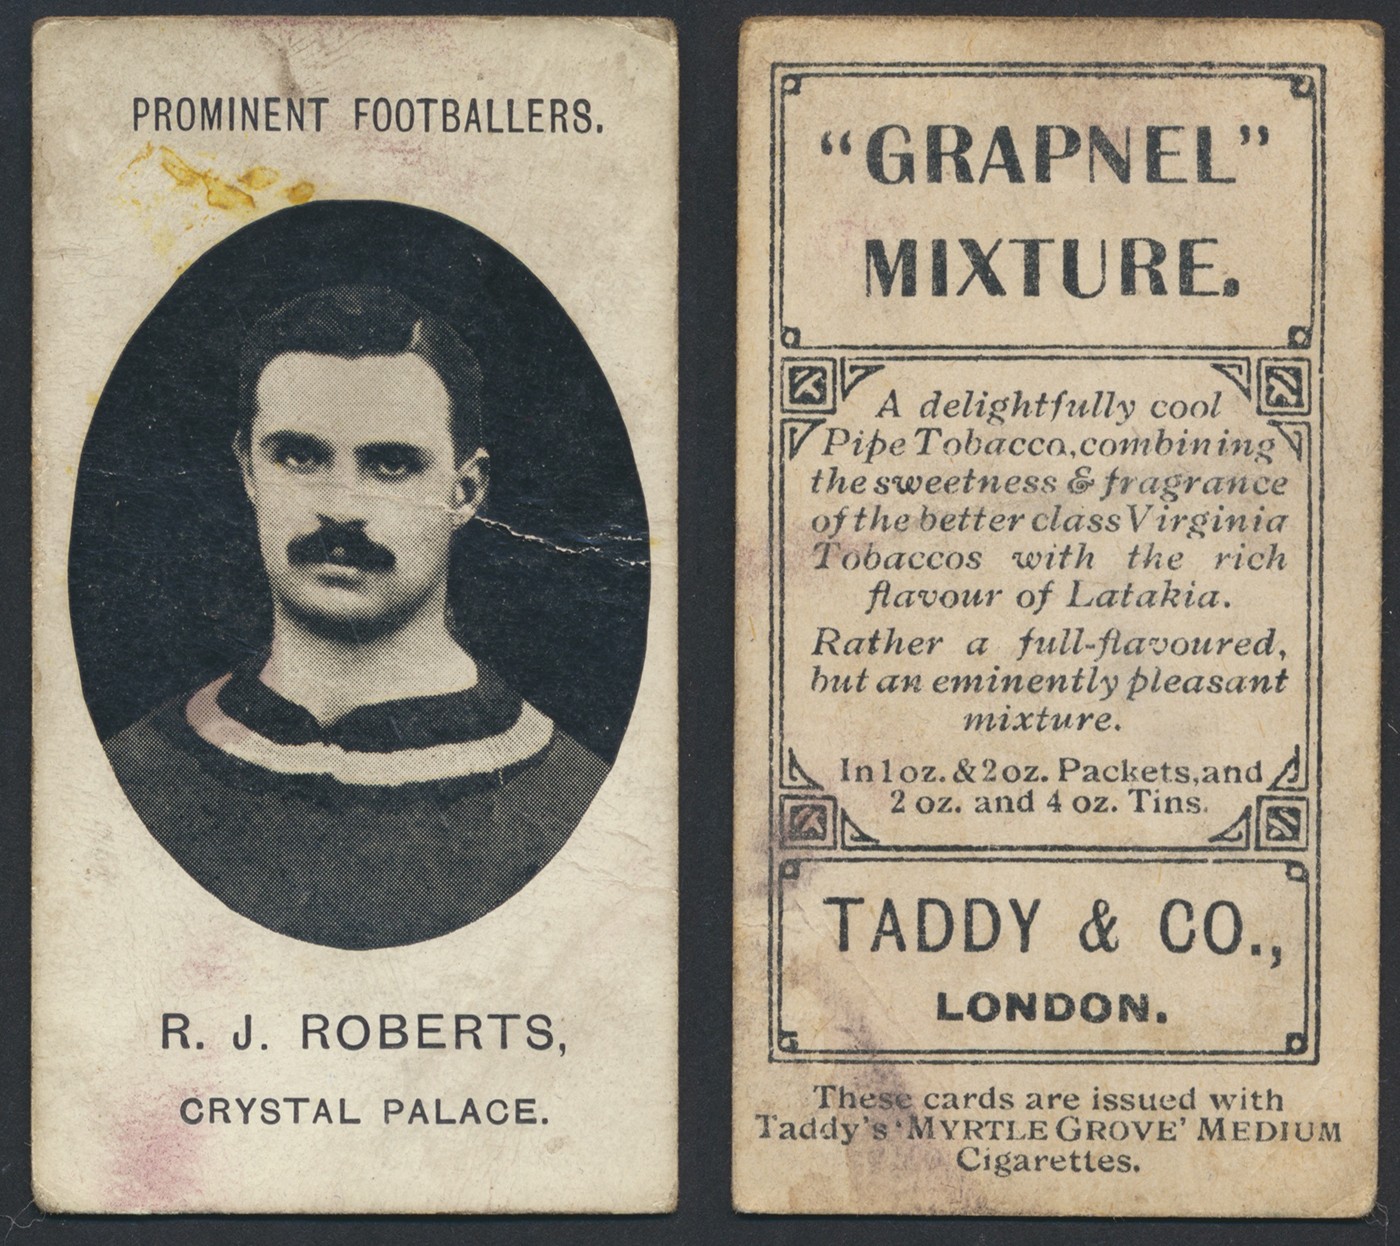 PROMINENT FOOTBALLERS.
R. J. ROBERTS,
CRYSTAL PALACE.
“GRAPNEL”
MIXTURE.
A delightfully cool
Pipe Tobacco, combining
the sweetness & fragrance
of the better class Virginia
Tobaccos with the rich
flavour of Latakia.
Rather a full-flavoured,
but an eminently pleasant
mixture.
In 1 oz. & 2 oz. Packets, and
2 oz. and 4 oz. Tins.
TADDY & CO.,
LONDON.
These cards are issued with
Taddy's ‘MYRTLE GROVE’ MEDIUM
Cigarettes.